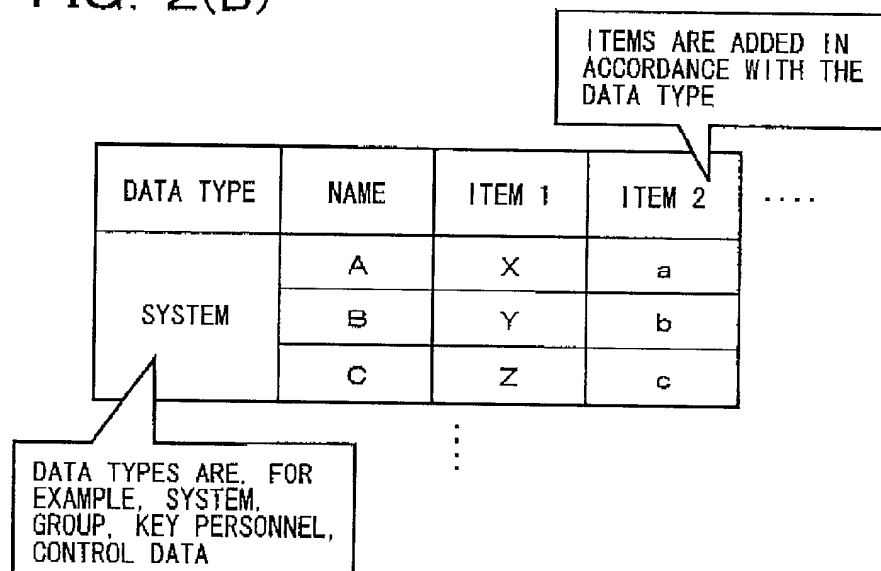 FIG. 2(B)
ITEMS ARE ADDED IN
ACCORDANCE WITH THE
DATA TYPE
DATA TYPE NAME ITEM 1 ITEM 2 ....
A X a
SYSTEM B Y b
C Z c
DATA TYPES ARE, FOR
EXAMPLE, SYSTEM,
GROUP, KEY PERSONNEL,
CONTROL DATA